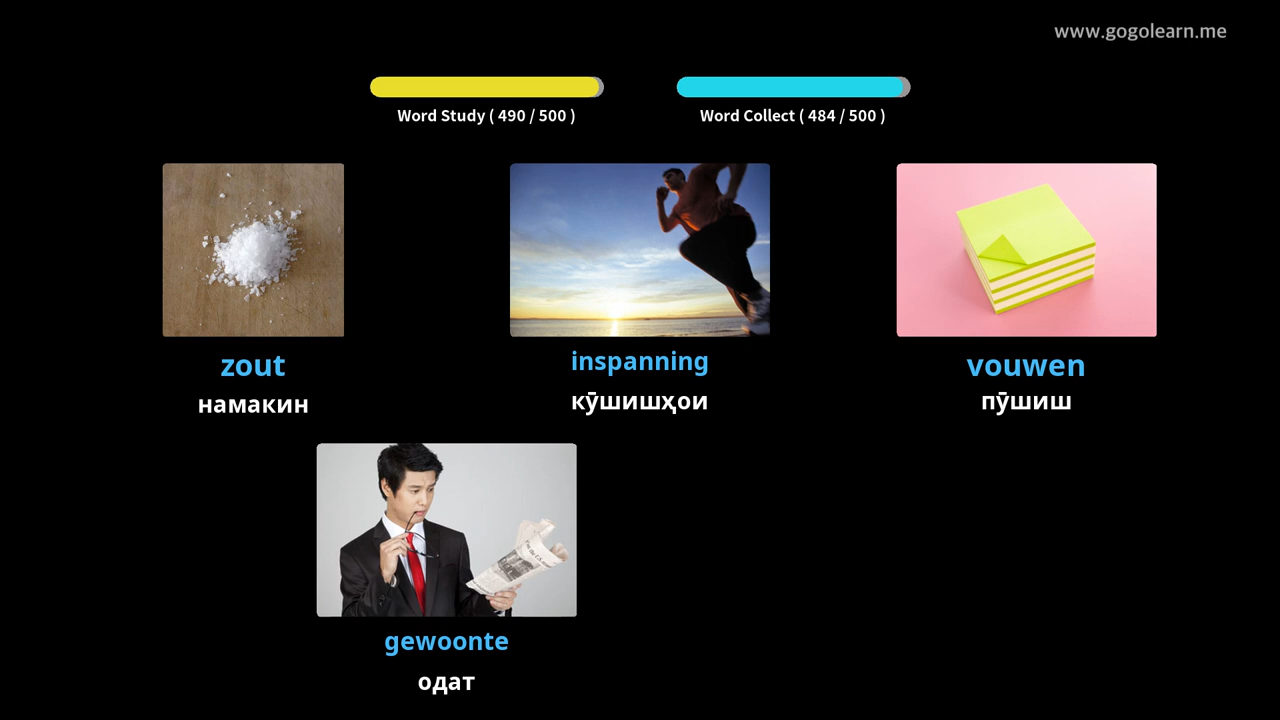 www.gogolearn.me
Word Study ( 490 / 500 )
Word Collect ( 484 / 500 )
zout
inspanning
vouwen
намакин
кӯшишҳои
пӯшиш
gewoonte
одат